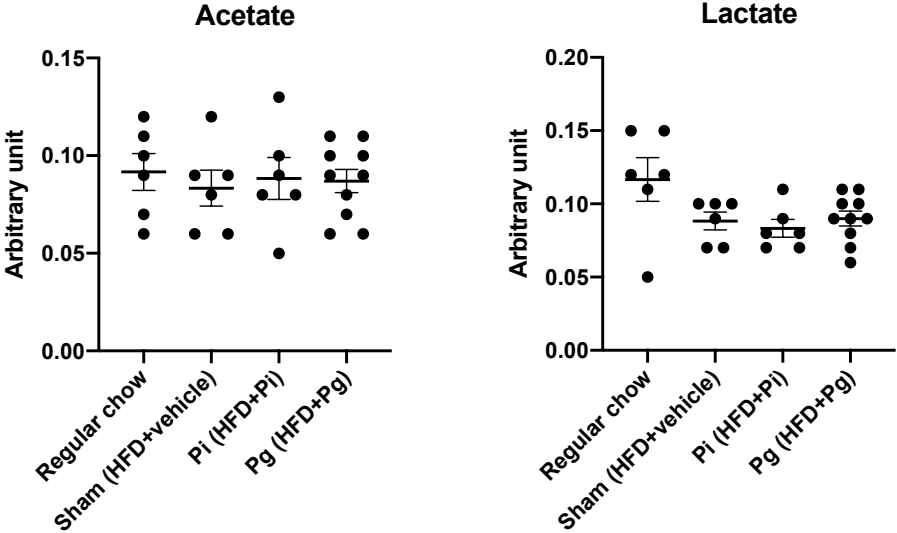 Acetate
Arbitrary unit
0.15
0.10
0.05
0.00
Regular chow
Sham (HFD+vehicle)
Pi (HFD+Pi)
Pg (HFD+Pg)
Lactate
Arbitrary unit
0.20
0.15
0.10
0.05
0.00
Regular chow
Sham (HFD+vehicle)
Pi (HFD+Pi)
Pg (HFD+Pg)